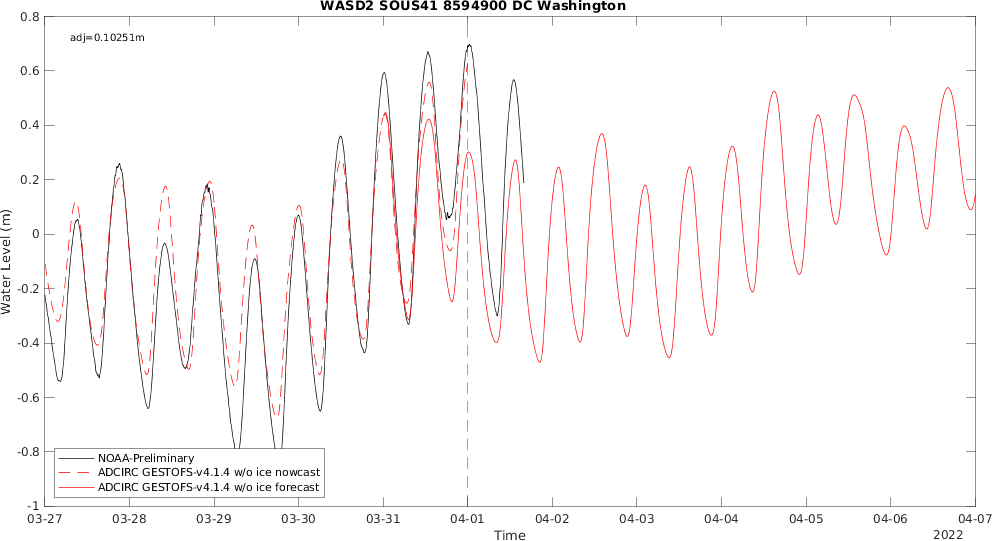 WASD2 SOUS41 8594900 DC Washington
adj=0.10251m
0.8
0.6
0.4
0.2
0
-0.2
-0.4
-0.6
-0.8
-1
Water Level (m)
NOAA-Preliminary
ADCIRC GESTOFS-v4.1.4 w/o ice nowcast
ADCIRC GESTOFS-v4.1.4 w/o ice forecast
03-27 03-28 03-29 03-30 03-31 04-01 04-02 04-03 04-04 04-05 04-06 04-07
Time
2022